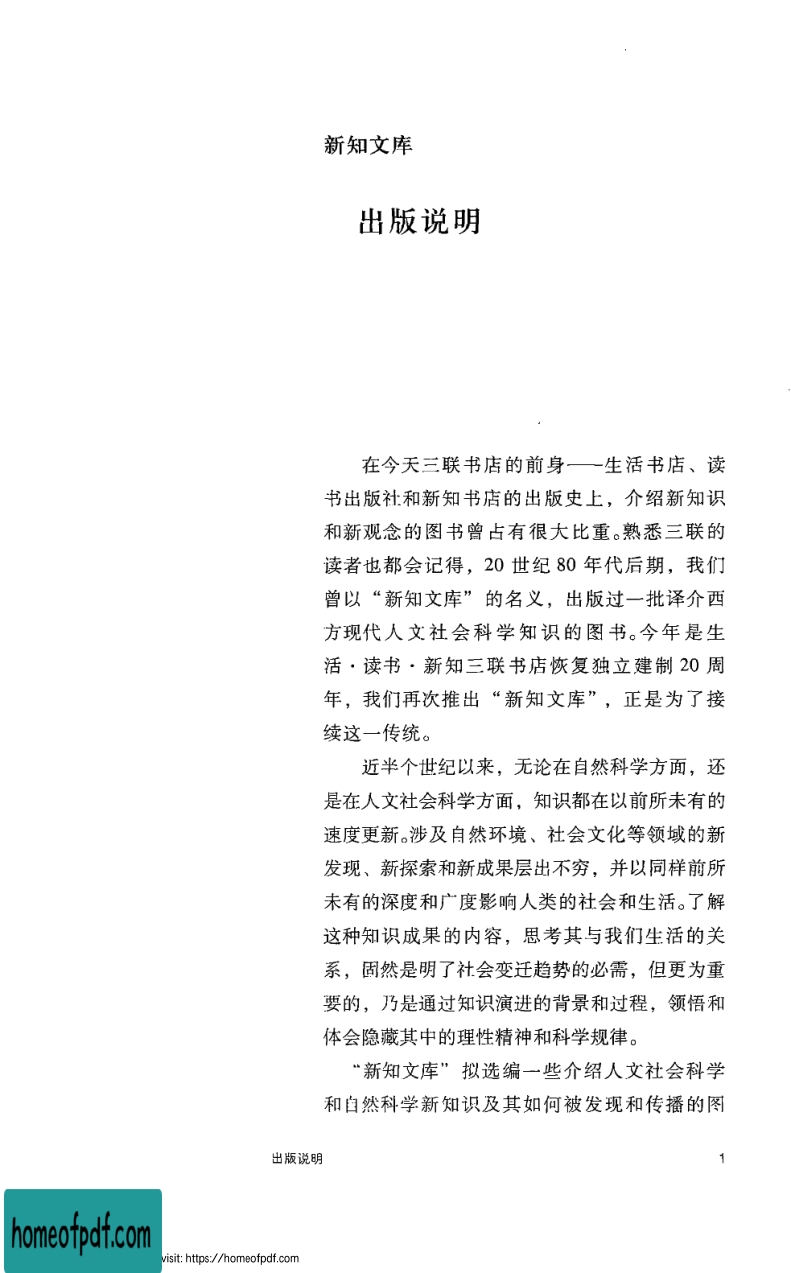 新知文库
出版说明
在今天三联书店的前身——生活书店、读
书出版社和新知书店的出版史上，介绍新知识
和新观念的图书曾占有很大比重。熟悉三联的
读者也都会记得，20 世纪 80 年代后期，我们
曾以“新知文库”的名义，出版过一批译介西
方现代人文社会科学知识的图书。今年是生
活·读书·新知三联书店恢复独立建制 20 周
年，我们再次推出“新知文库”，正是为了接
续这一传统。
近半个世纪以来，无论在自然科学方面，还
是在人文社会科学方面，知识都在以前所未有的
速度更新。涉及自然环境、社会文化等领域的新
发现、新探索和新成果层出不穷，并以同样前所
未有的深度和广度影响人类的社会和生活。了解
这种知识成果的内容，思考其与我们生活的关
系，固然是明了社会变迁趋势的必需，但更为重
要的，乃是通过知识演进的背景和过程，领悟和
体会隐藏其中的理性精神和科学规律。
“新知文库”拟选编一些介绍人文社会科学
和自然科学新知识及其如何被发现和传播的图
出版说明 1
homeofpdf.com
visit: https://homeofpdf.com